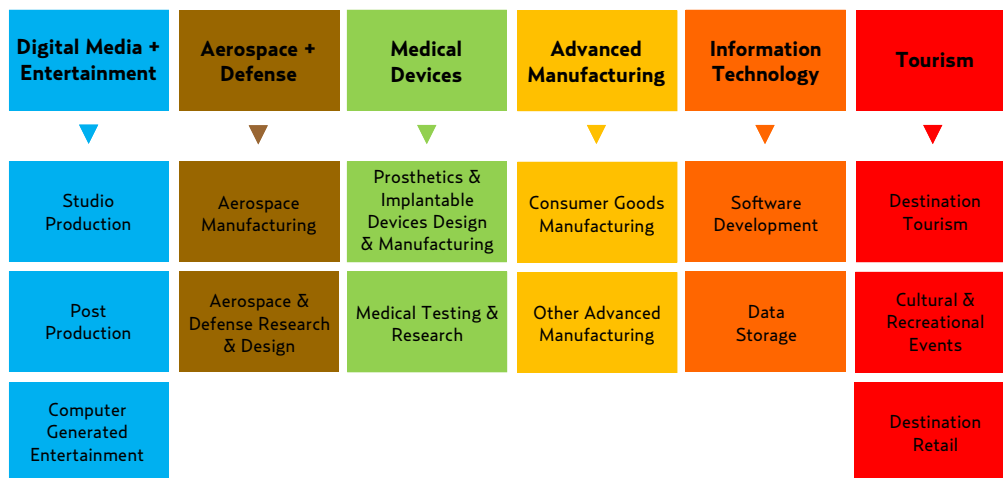 Digital Media +
Entertainment
Aerospace +
Defense
Medical
Devices
Advanced
Manufacturing
Information
Technology
Tourism
Studio
Production
Aerospace
Manufacturing
Prosthetics &
Implantable
Devices Design
& Manufacturing
Consumer Goods
Manufacturing
Software
Development
Destination
Tourism
Post
Production
Aerospace &
Defense Research
& Design
Medical Testing &
Research
Other Advanced
Manufacturing
Data
Storage
Cultural &
Recreational
Events
Computer
Generated
Entertainment
Destination
Retail